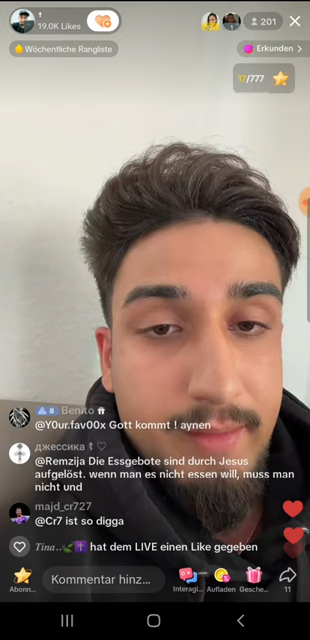 †
19.0K Likes
201
Wöchentliche Rangliste
Erkunden >
17/777
8 Benito
@Y0ur.fav00x Gott kommt ! aynen
джессика ♡
@Remzija Die Essgebote sind durch Jesus
aufgelöst. wenn man es nicht essen will, muss man
nicht und
majd_cr727
@Cr7 ist so digga
Tina.. hat dem LIVE einen Like gegeben
Abonn...
Kommentar hinz...
Interagi...
Aufladen
Gesche...
11